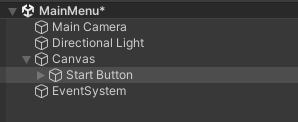 MainMenu*
Main Camera
Directional Light
Canvas
Start Button
EventSystem